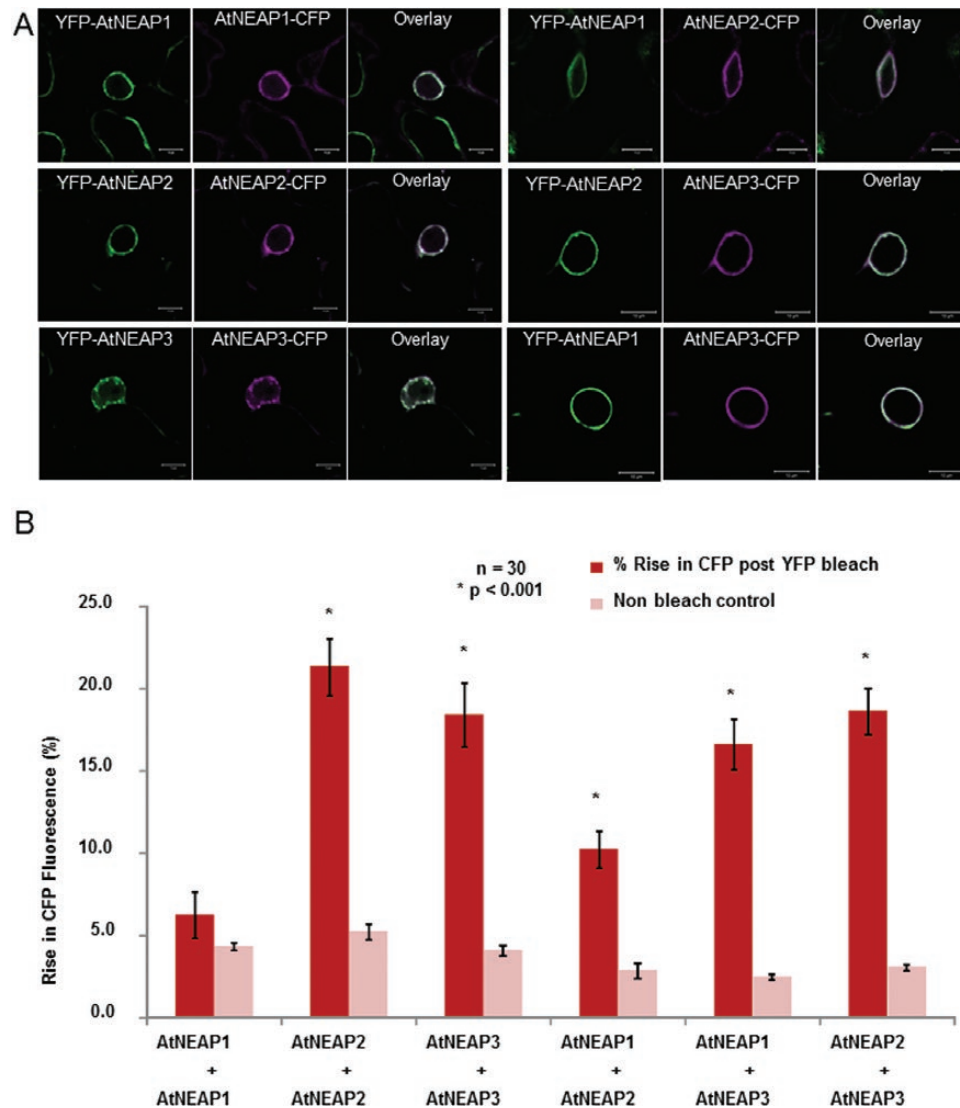 A
YFP-AtNEAP1 AtNEAP1-CFP Overlay YFP-AtNEAP1 AtNEAP2-CFP Overlay
YFP-AtNEAP2 AtNEAP2-CFP Overlay YFP-AtNEAP2 AtNEAP3-CFP Overlay
YFP-AtNEAP3 AtNEAP3-CFP Overlay YFP-AtNEAP1 AtNEAP3-CFP Overlay
B
n = 30
* p < 0.001
% Rise in CFP post YFP bleach
Non bleach control
Rise in CFP Fluorescence (%)
25.0
20.0
15.0
10.0
5.0
0.0
* * * * *
AtNEAP1 AtNEAP2 AtNEAP3 AtNEAP1 AtNEAP1 AtNEAP2
+ + + + + +
AtNEAP1 AtNEAP2 AtNEAP3 AtNEAP2 AtNEAP3 AtNEAP3